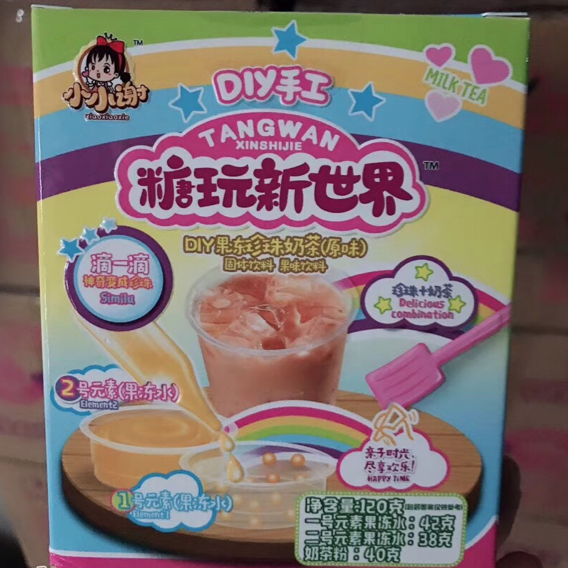 小小谢
TM
xiaoxiaoxie
DIY手工
MILK TEA
TANGWAN
XINSHIJIE
糖玩新世界
TM
DIY果冻珍珠奶茶(原味)
固体饮料 果味饮料
滴一滴
神奇变成珍珠
珍珠+奶茶
Delicious
combination
2号元素(果冻水)
Element2
亲子时光,
尽享欢乐!
HAPPY TIME
1号元素(果冻水)
Element1
净含量:120克
一号元素果冻水:42克
二号元素果冻水:38克
奶茶粉:40克